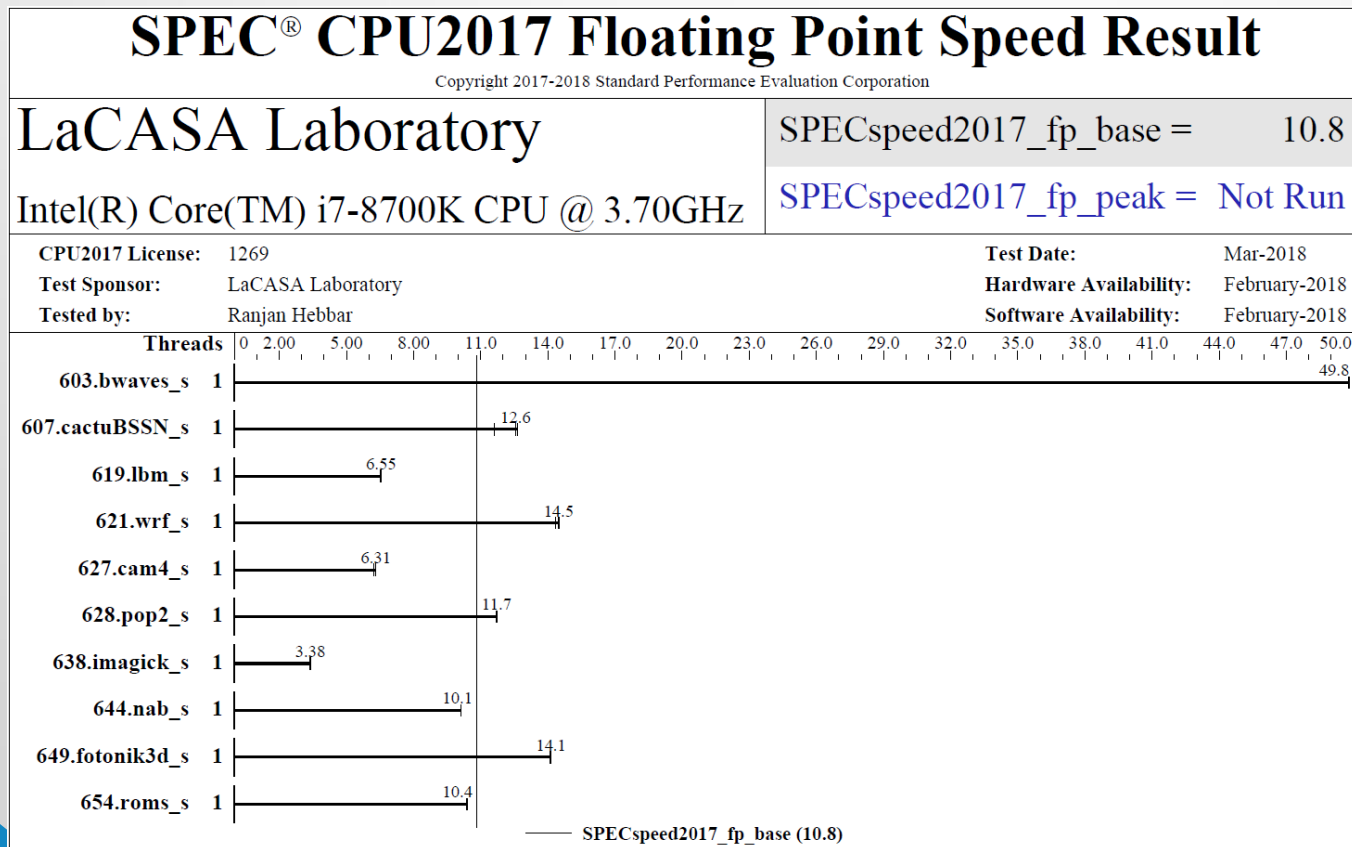 SPEC® CPU2017 Floating Point Speed Result
Copyright 2017-2018 Standard Performance Evaluation Corporation
LaCASA Laboratory
Intel(R) Core(TM) i7-8700K CPU @ 3.70GHz
SPECspeed2017_fp_base = 10.8
SPECspeed2017_fp_peak = Not Run
CPU2017 License: 1269
Test Sponsor: LaCASA Laboratory
Tested by: Ranjan Hebbar
Test Date: Mar-2018
Hardware Availability: February-2018
Software Availability: February-2018
Threads 0 2.00 5.00 8.00 11.0 14.0 17.0 20.0 23.0 26.0 29.0 32.0 35.0 38.0 41.0 44.0 47.0 50.0
603.bwaves_s 1 49.8
607.cactuBSSN_s 1 12.6
619.lbm_s 1 6.55
621.wrf_s 1 14.5
627.cam4_s 1 6.31
628.pop2_s 1 11.7
638.imagick_s 1 3.38
644.nab_s 1 10.1
649.fotonik3d_s 1 14.1
654.roms_s 1 10.4
SPECspeed2017_fp_base (10.8)